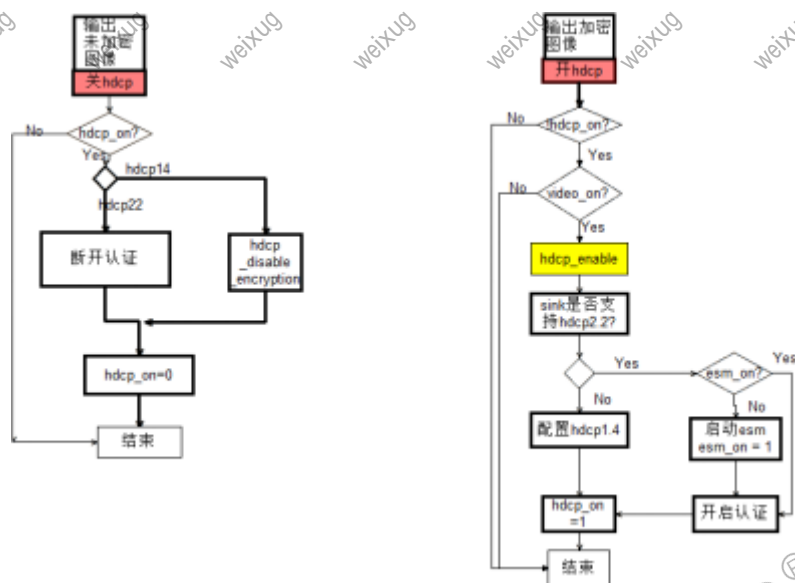 weixug
weixug
weixug
weixug
weixug
输出
未加密
图像
关hdcp
No
hdcp_on?
Yes
hdcp14
hdcp22
断开认证
hdcp
_disable
_encryption
hdcp_on=0
结束
输出加密
图像
开hdcp
No
!hdcp_on?
Yes
No
video_on?
Yes
hdcp_enable
sink是否支
持hdcp2.2?
Yes
esm_on?
Yes
No
No
配置hdcp1.4
启动esm
esm_on = 1
hdcp_on
=1
开启认证
结束